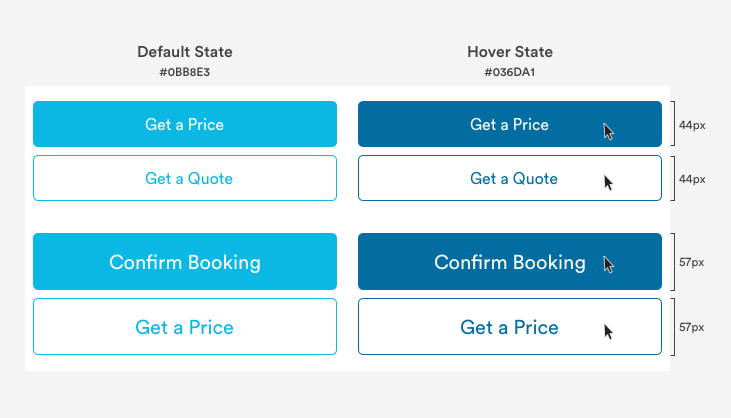 Default State
Hover State
#0BB8E3
#036DA1
Get a Price
Get a Price
44px
Get a Quote
Get a Quote
44px
Confirm Booking
Confirm Booking
57px
Get a Price
Get a Price
57px